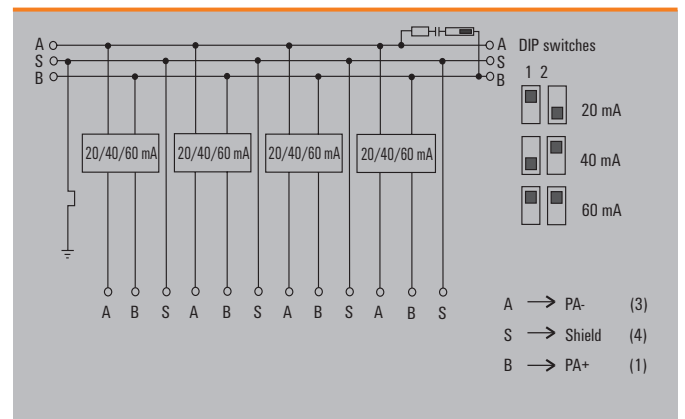 A A DIP switches
S S
B B 1 2
20 mA
20/40/60 mA 20/40/60 mA 20/40/60 mA 20/40/60 mA
40 mA
60 mA
A B S A B S A B S A B S
A → PA- (3)
S → Shield (4)
B → PA+ (1)